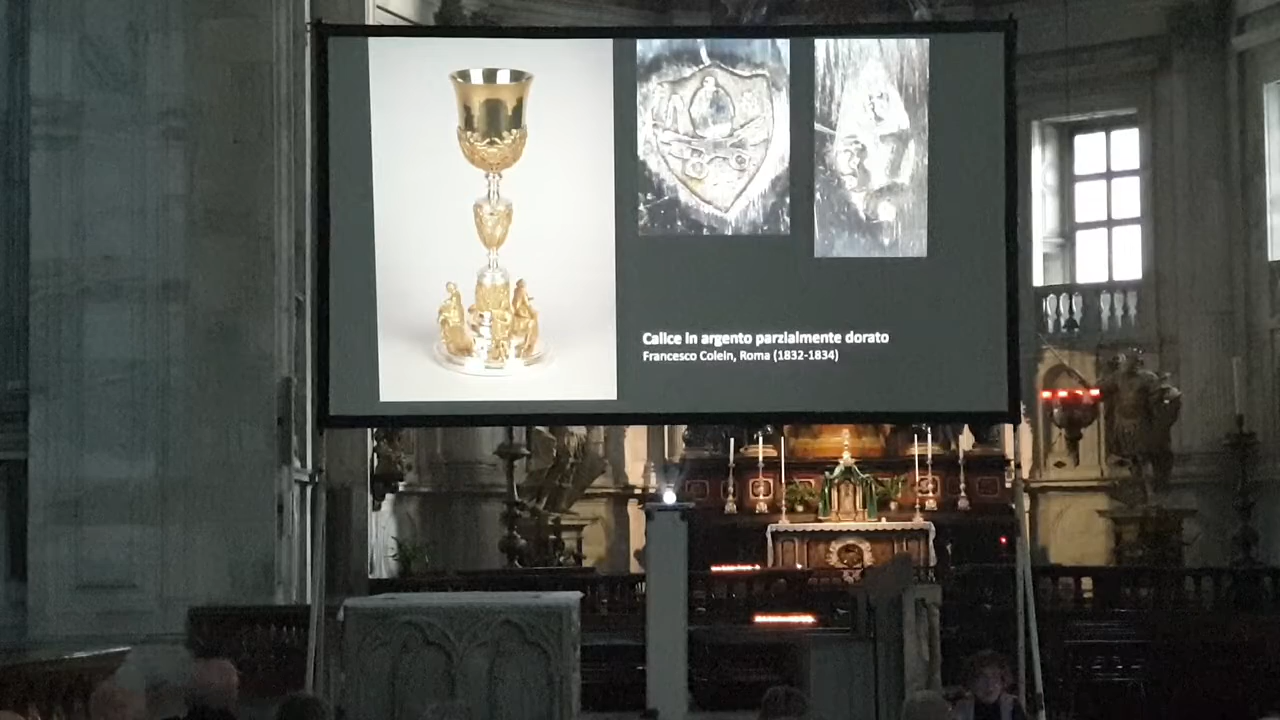 Calice in argento parzialmente dorato
Francesco Colein, Roma (1832-1834)